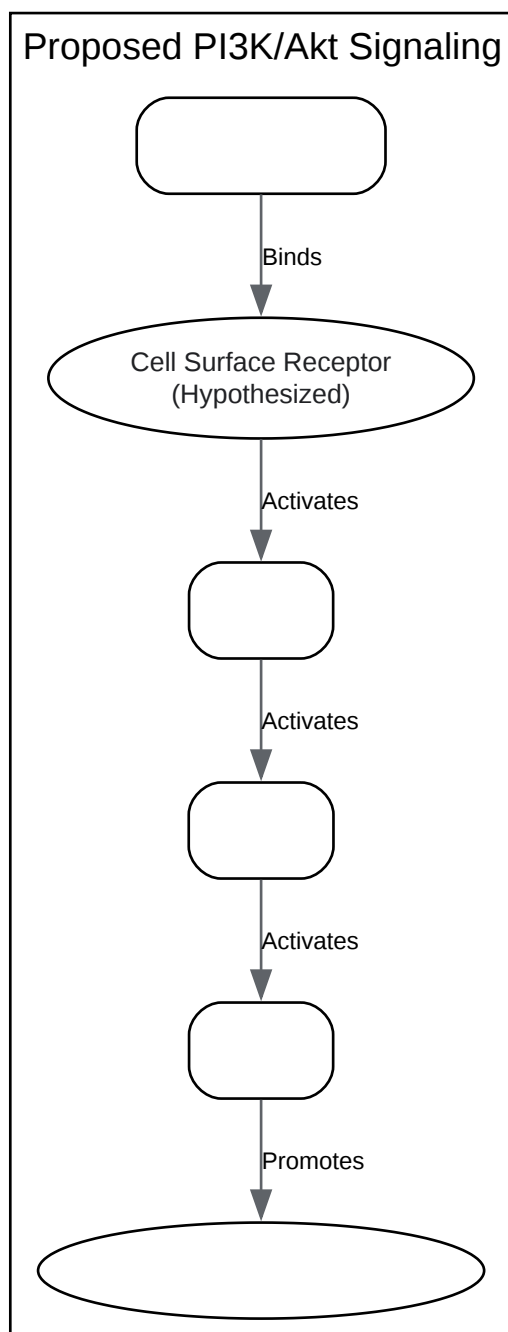 Proposed PI3K/Akt Signaling
Binds
Cell Surface Receptor
(Hypothesized)
Activates
Activates
Activates
Promotes